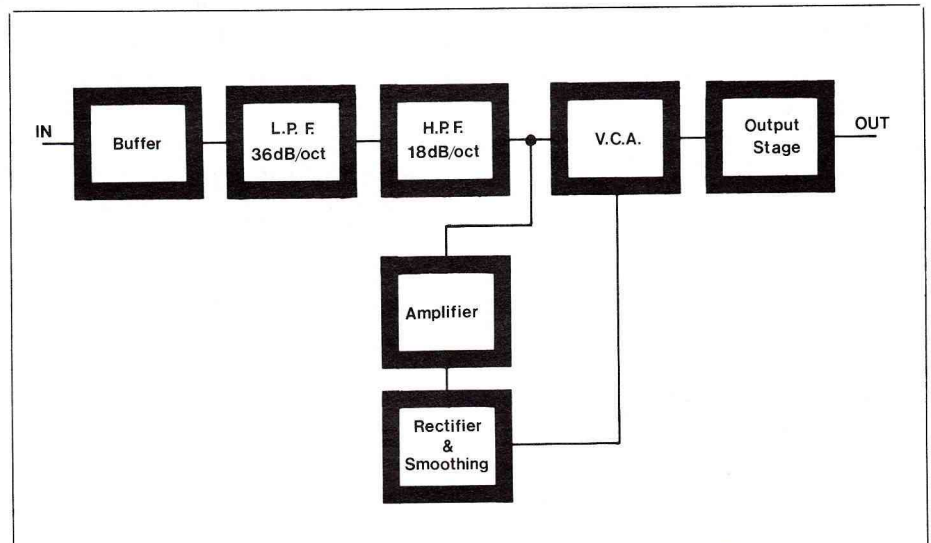 IN
Buffer
L.P.F.
36dB/oct
H.P.F.
18dB/oct
V.C.A.
Output
Stage
OUT
Amplifier
Rectifier
&
Smoothing